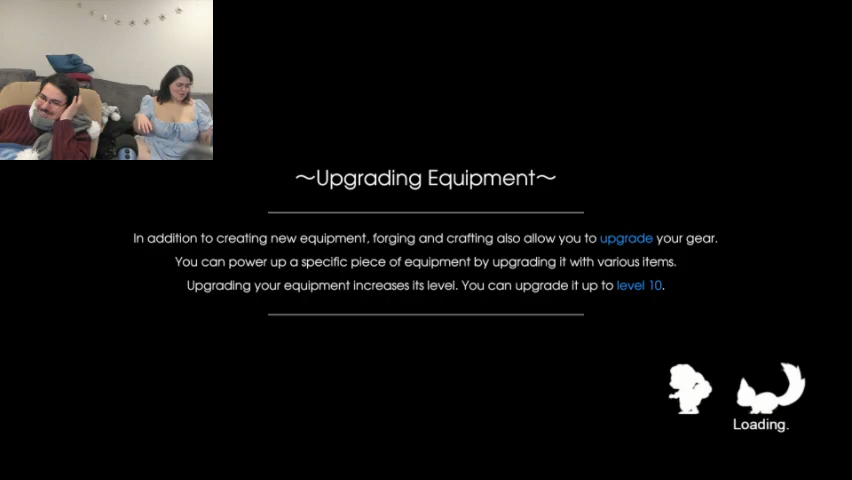 ～Upgrading Equipment～
In addition to creating new equipment, forging and crafting also allow you to upgrade your gear.
You can power up a specific piece of equipment by upgrading it with various items.
Upgrading your equipment increases its level. You can upgrade it up to level 10.
Loading.